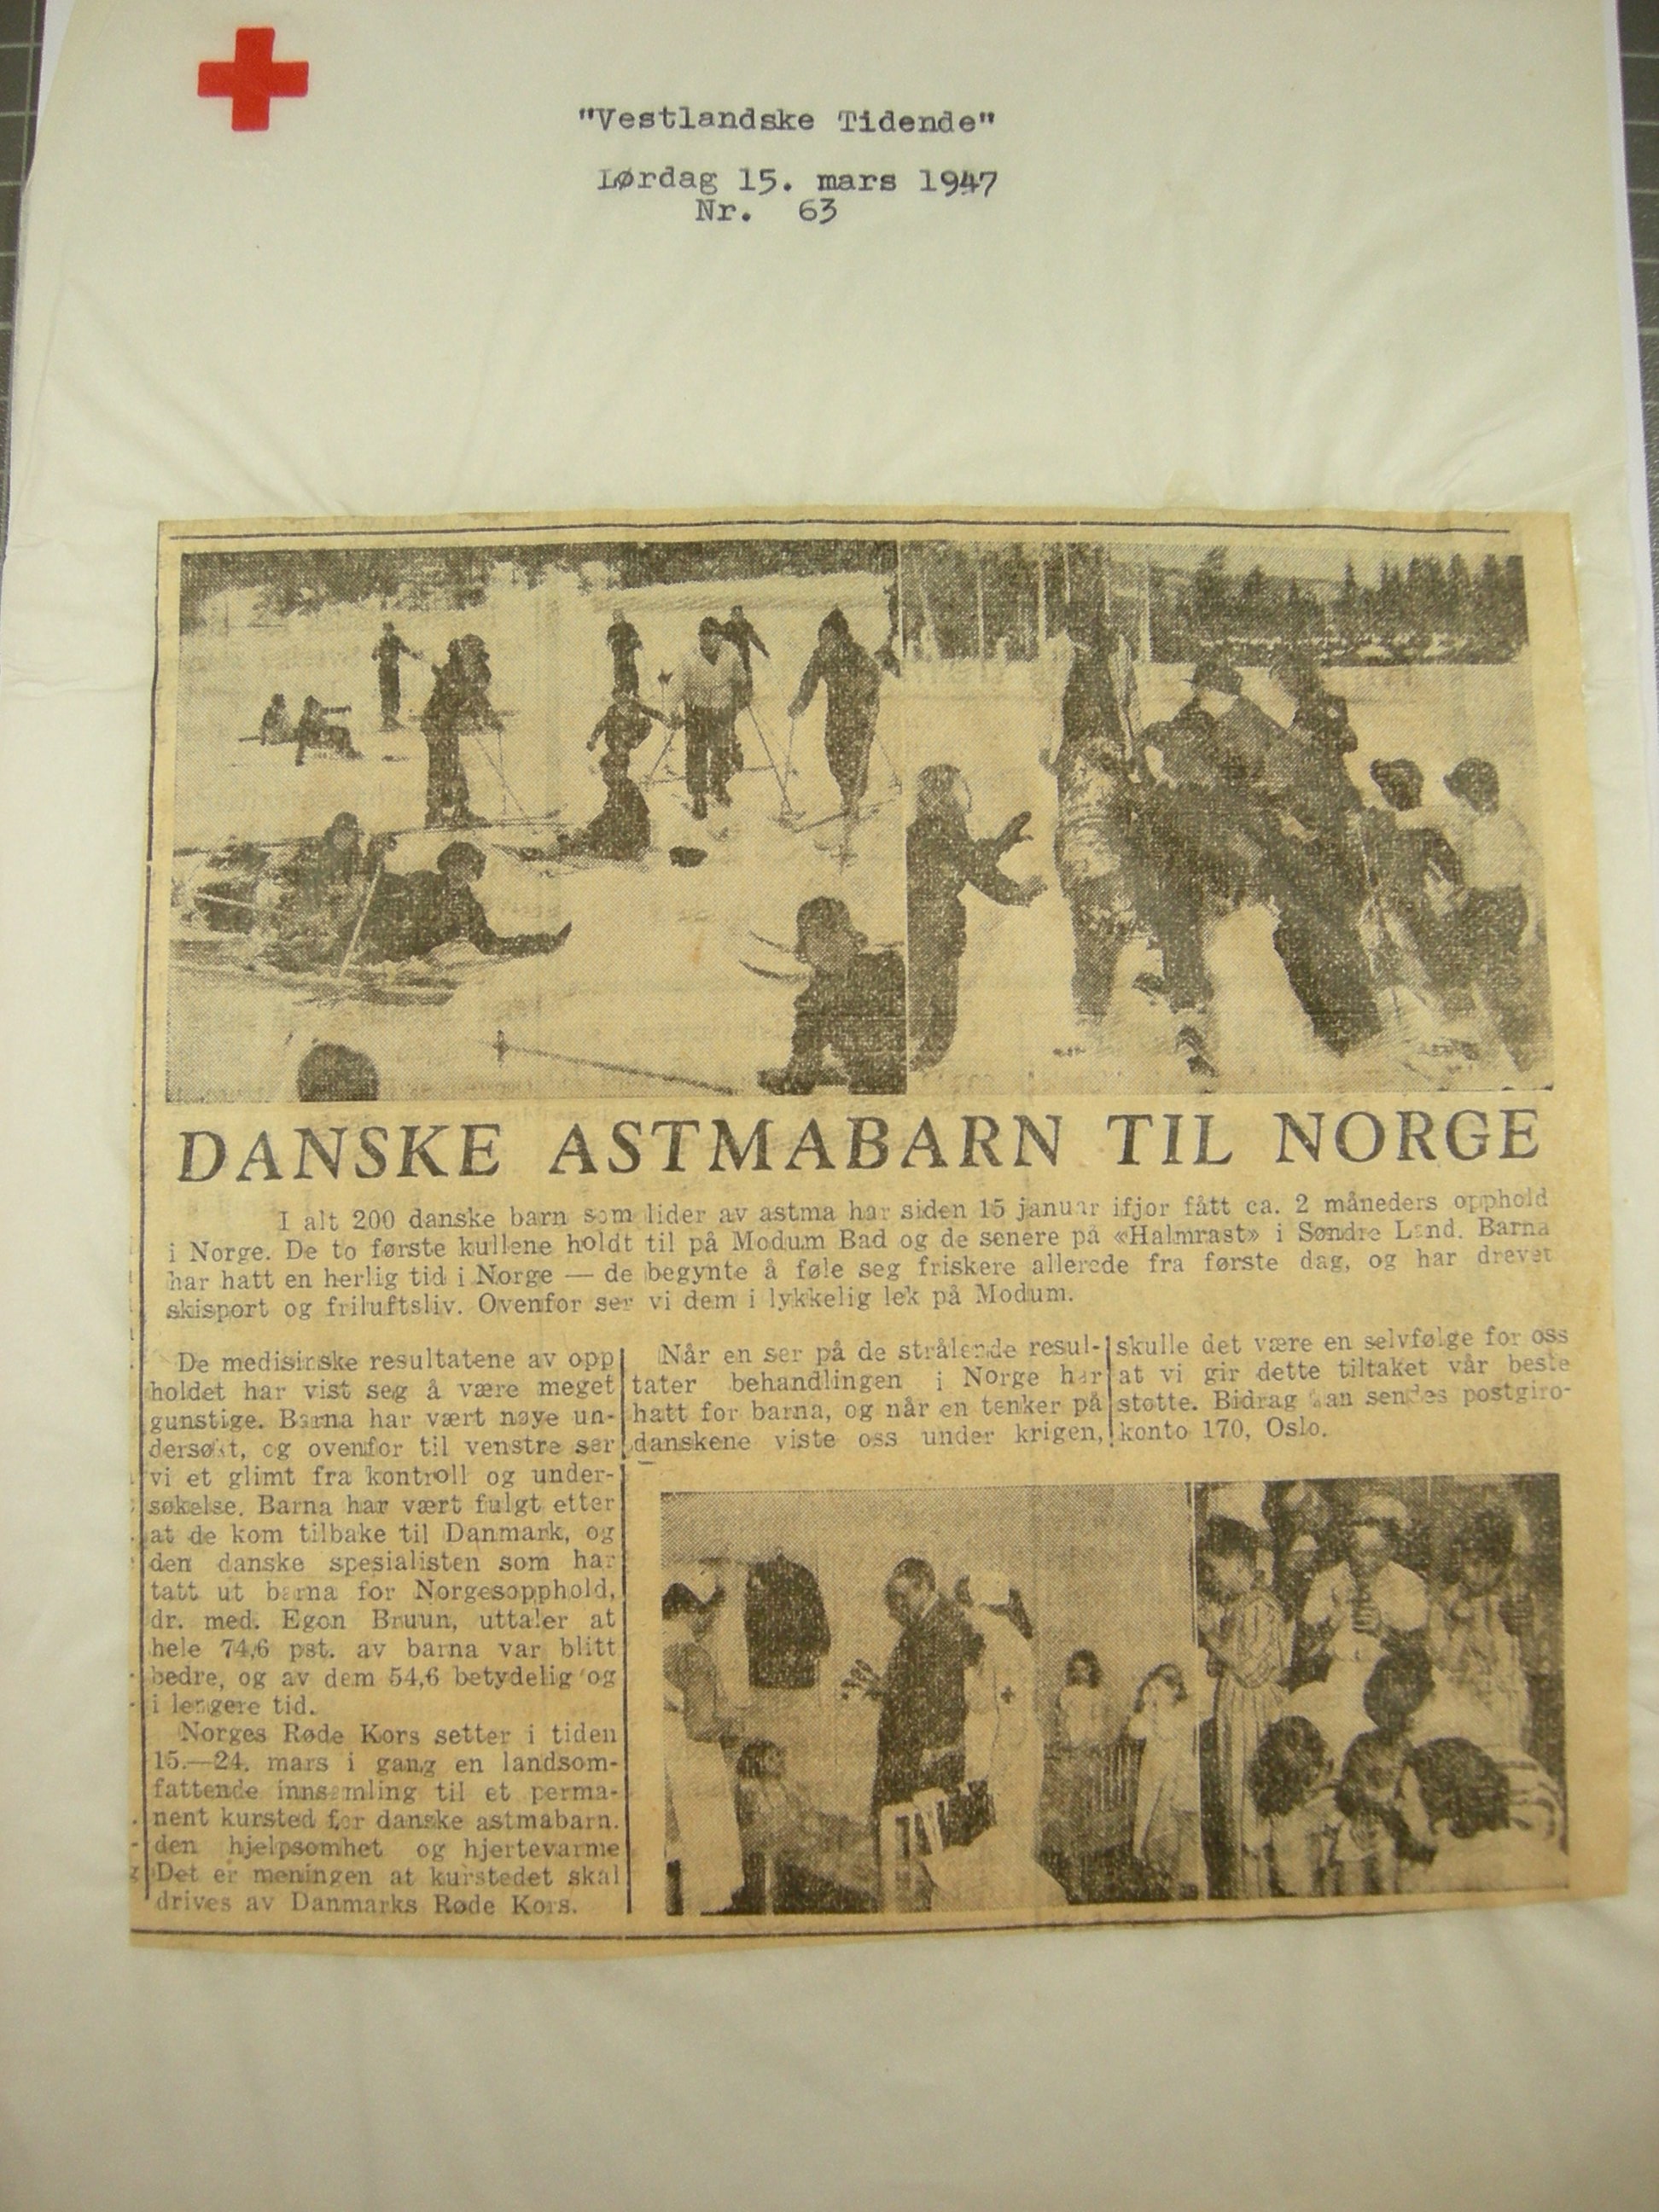 "Vestlandske Tidende"
Lørdag 15. mars 1947
Nr. 63
DANSKE ASTMABARN TIL NORGE
I alt 200 danske barn som lider av astma har siden 15 januar ifjor fått ca. 2 måneders opphold
i Norge. De to første kullene holdt til på Modum Bad og de senere på «Halmrast» i Søndre Land. Barna
har hatt en herlig tid i Norge — de begynte å føle seg friskere allerede fra første dag, og har drevet
skisport og friluftsliv. Ovenfor ser vi dem i lykkelig lek på Modum.
De medisinske resultatene av opp
holdet har vist seg å være meget
gunstige. Barna har vært nøye un-
dersøkt, og ovenfor til venstre ser
vi et glimt fra kontroll og under-
søkelse. Barna har vært fulgt etter
at de kom tilbake til Danmark, og
den danske spesialisten som har
tatt ut barna for Norgesopphold,
dr. med. Egon Bruun, uttaler at
hele 74,6 pst. av barna var blitt
bedre, og av dem 54,6 betydelig og
i lengere tid.
Norges Røde Kors setter i tiden
15.—24. mars i gang en landsom-
fattende innsamling til et perma-
nent kursted for danske astmabarn.
den hjelpsomhet og hjertevarme
Det er meningen at kurstedet skal
drives av Danmarks Røde Kors.
Når en ser på de strålende resul-
tater behandlingen i Norge har
hatt for barna, og når en tenker på
danskene viste oss under krigen,
skulle det være en selvfølge for oss
at vi gir dette tiltaket vår beste
støtte. Bidrag kan sendes postgiro-
konto 170, Oslo.